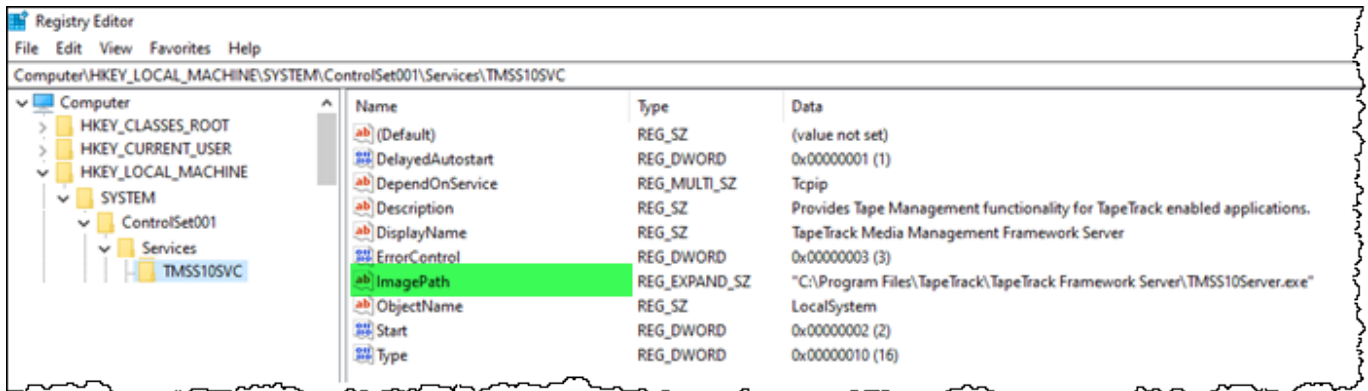 Registry Editor
File Edit View Favorites Help
Computer\HKEY_LOCAL_MACHINE\SYSTEM\ControlSet001\Services\TMSS10SVC
Computer
HKEY_CLASSES_ROOT
HKEY_CURRENT_USER
HKEY_LOCAL_MACHINE
SYSTEM
ControlSet001
Services
TMSS10SVC
Name Type Data
(Default) REG_SZ (value not set)
DelayedAutostart REG_DWORD 0x00000001 (1)
DependOnService REG_MULTI_SZ Tcpip
Description REG_SZ Provides Tape Management functionality for TapeTrack enabled applications.
DisplayName REG_SZ TapeTrack Media Management Framework Server
ErrorControl REG_DWORD 0x00000003 (3)
ImagePath REG_EXPAND_SZ "C:\Program Files\TapeTrack\TapeTrack Framework Server\TMSS10Server.exe"
ObjectName REG_SZ LocalSystem
Start REG_DWORD 0x00000002 (2)
Type REG_DWORD 0x00000010 (16)